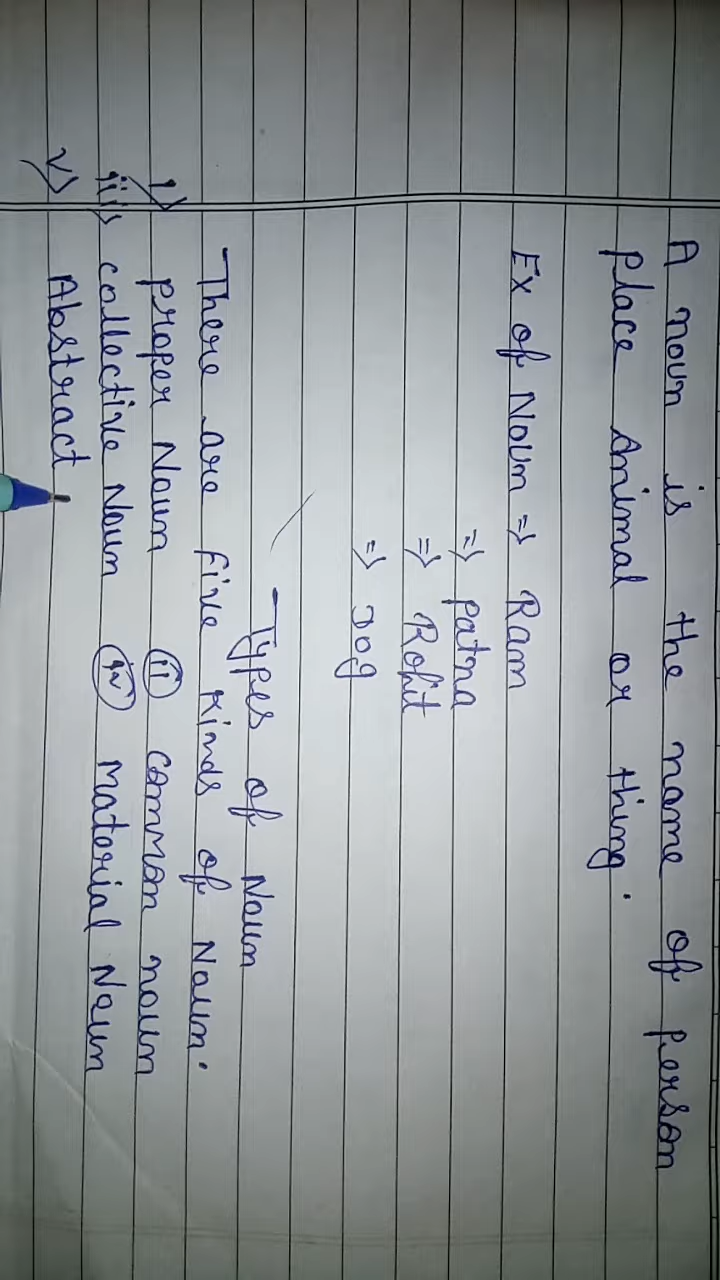 A noun is the name of person
place Animal or thing.
Ex of Noun ⇒ Ram
⇒ patna
⇒ Rohit
⇒ Dog
Types of Noun
There are five kinds of Noun.
i) proper Noun (ii) common noun
iii) collective Noun (iv) Material Noun
v) Abstract